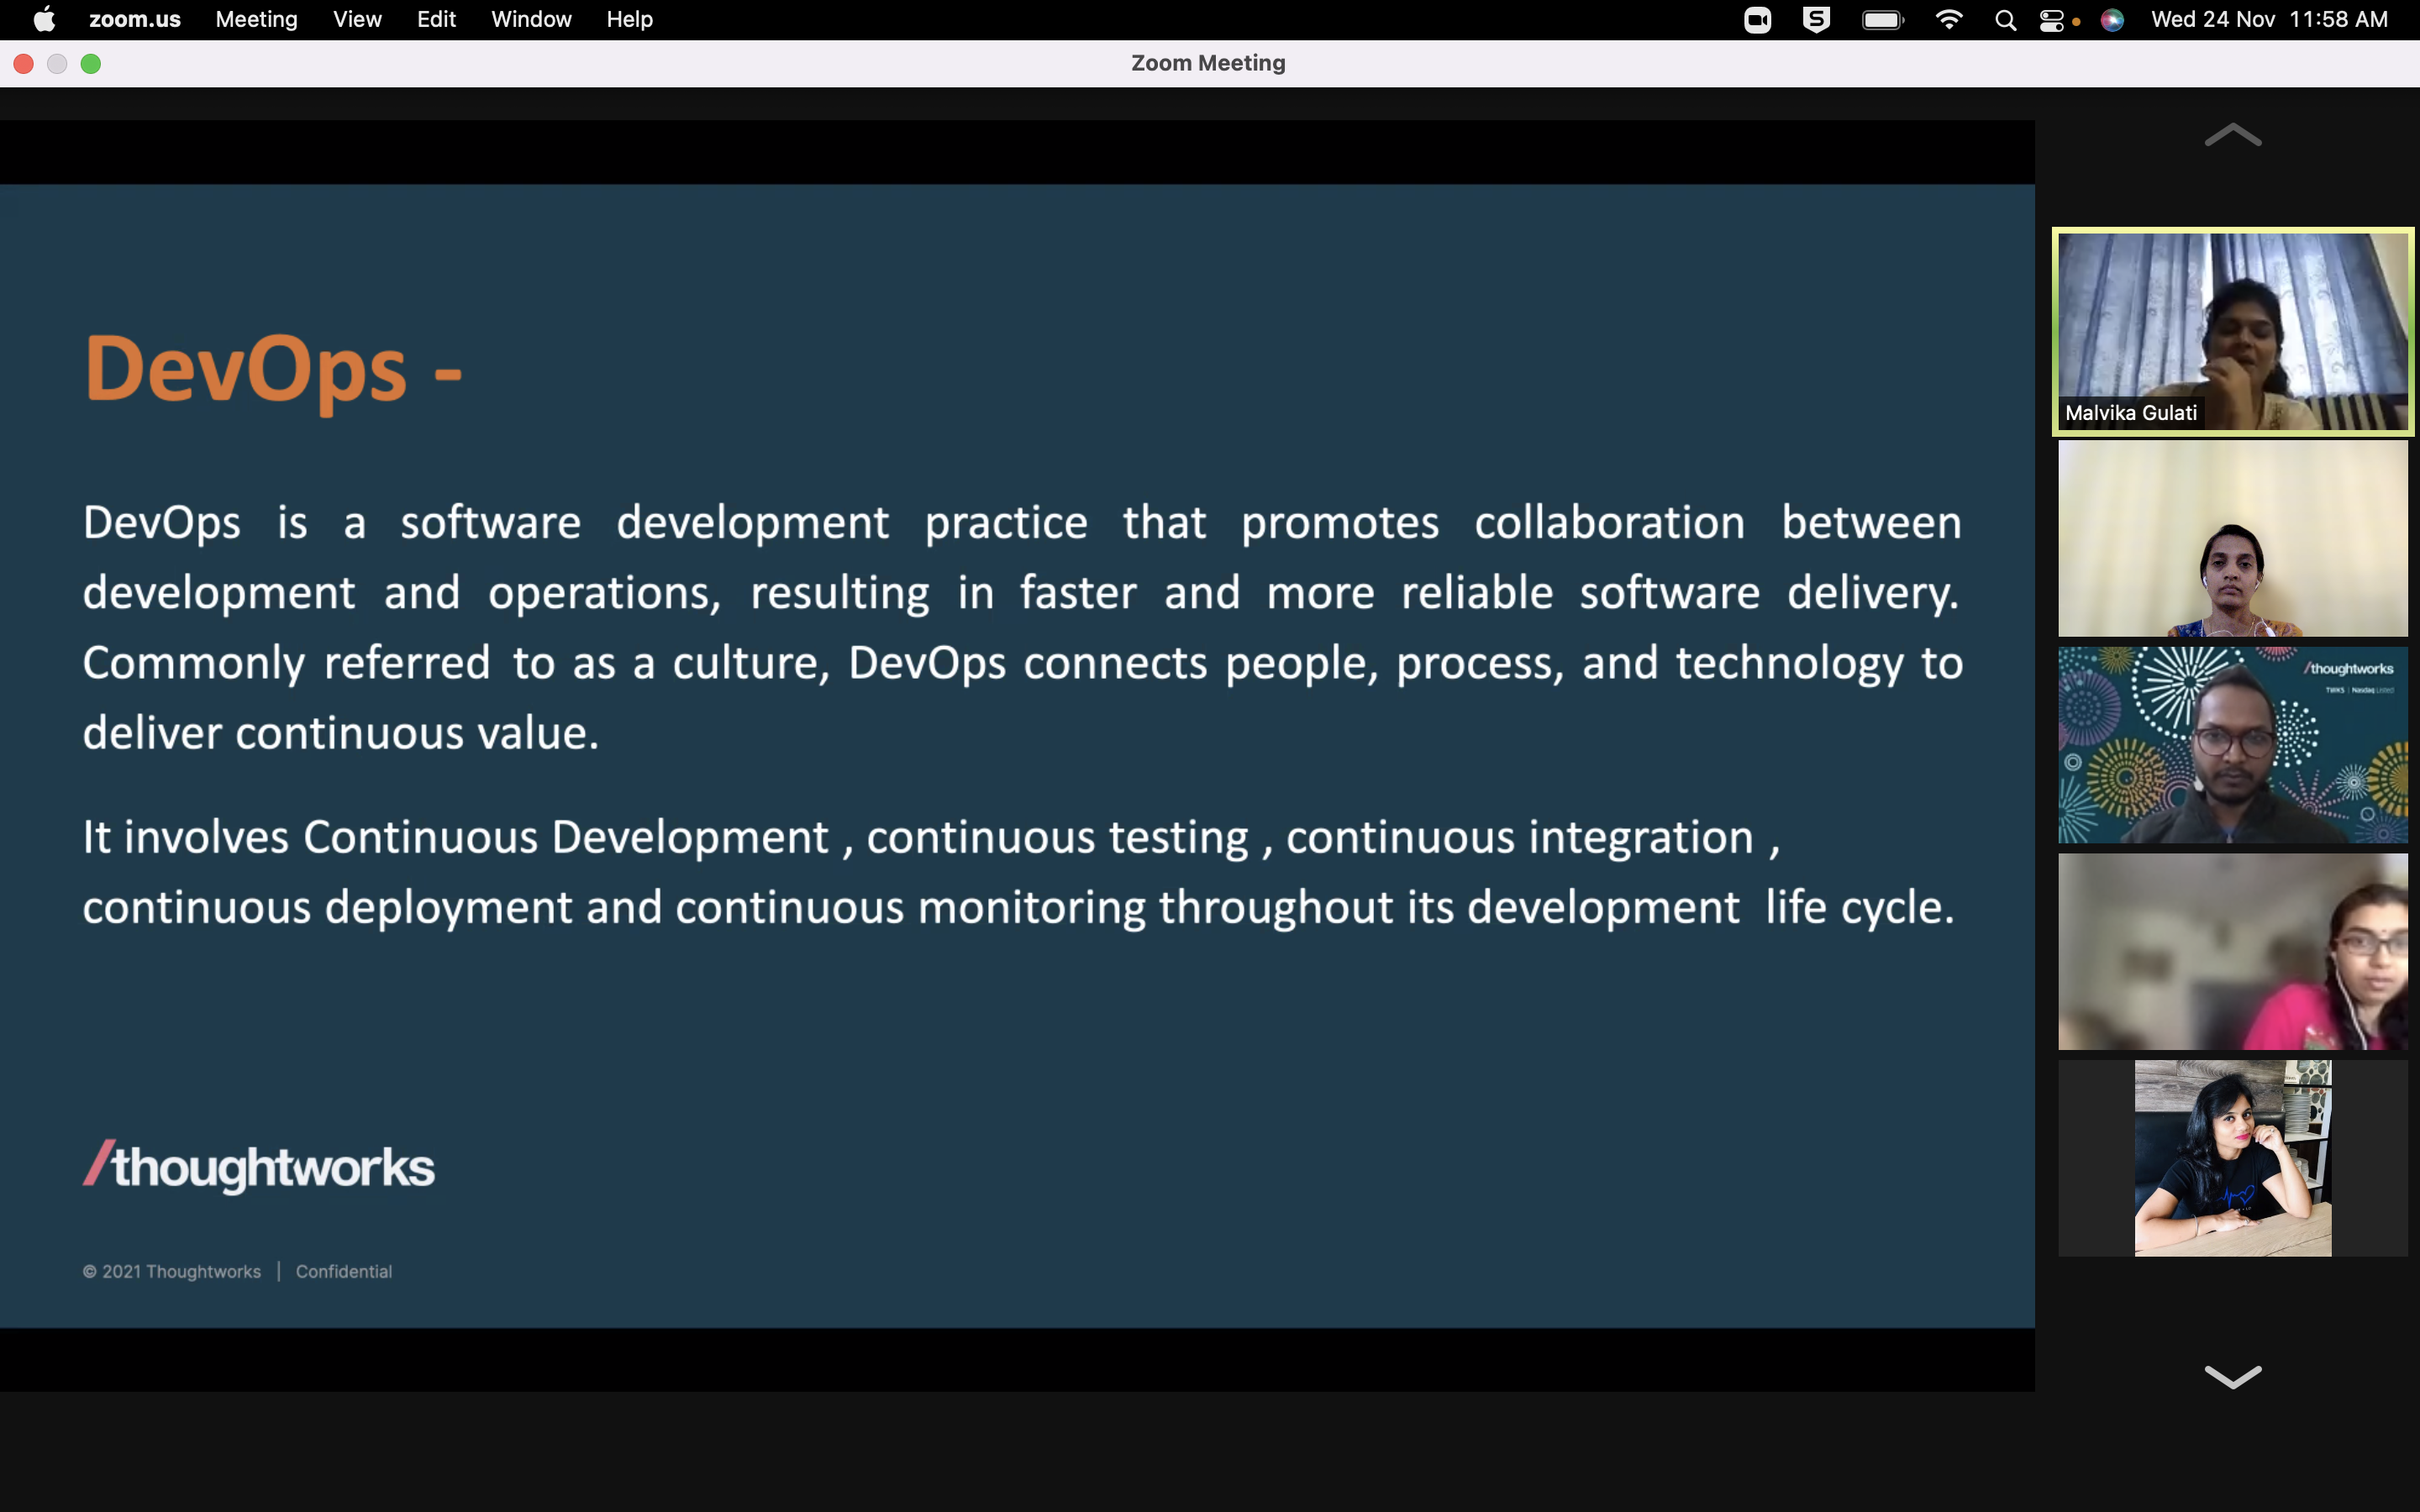 zoom.us Meeting View Edit Window Help Wed 24 Nov 11:58 AM
Zoom Meeting
DevOps -
DevOps is a software development practice that promotes collaboration between
development and operations, resulting in faster and more reliable software delivery.
Commonly referred to as a culture, DevOps connects people, process, and technology to
deliver continuous value.
It involves Continuous Development , continuous testing , continuous integration ,
continuous deployment and continuous monitoring throughout its development  life cycle.
/thoughtworks
© 2021 Thoughtworks | Confidential
Malvika Gulati
/thoughtworks
TWKS | Nasdaq Listed